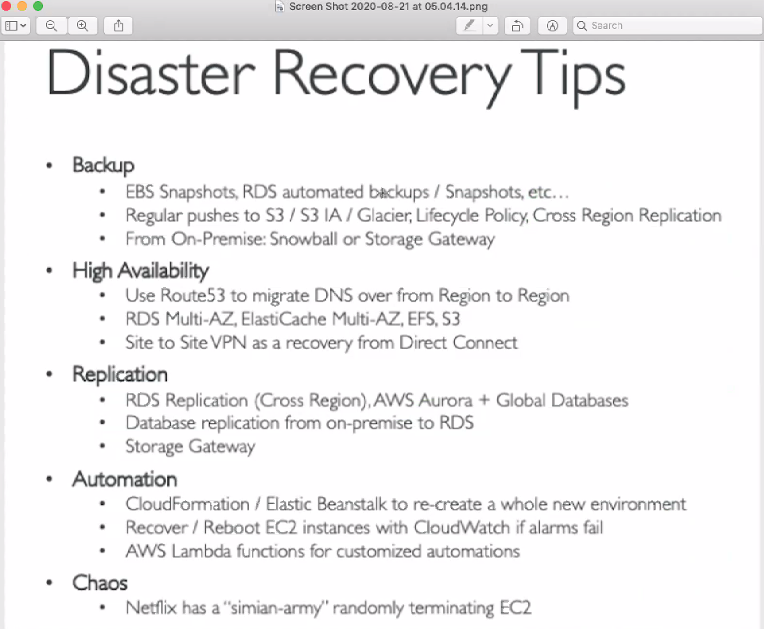 Screen Shot 2020-08-21 at 05.04.14.png
Search
Disaster Recovery Tips
• Backup
• EBS Snapshots, RDS automated backups / Snapshots, etc…
• Regular pushes to S3 / S3 IA / Glacier, Lifecycle Policy, Cross Region Replication
• From On-Premise: Snowball or Storage Gateway
• High Availability
• Use Route53 to migrate DNS over from Region to Region
• RDS Multi-AZ, ElastiCache Multi-AZ, EFS, S3
• Site to Site VPN as a recovery from Direct Connect
• Replication
• RDS Replication (Cross Region), AWS Aurora + Global Databases
• Database replication from on-premise to RDS
• Storage Gateway
• Automation
• CloudFormation / Elastic Beanstalk to re-create a whole new environment
• Recover / Reboot EC2 instances with CloudWatch if alarms fail
• AWS Lambda functions for customized automations
• Chaos
• Netflix has a “simian-army” randomly terminating EC2